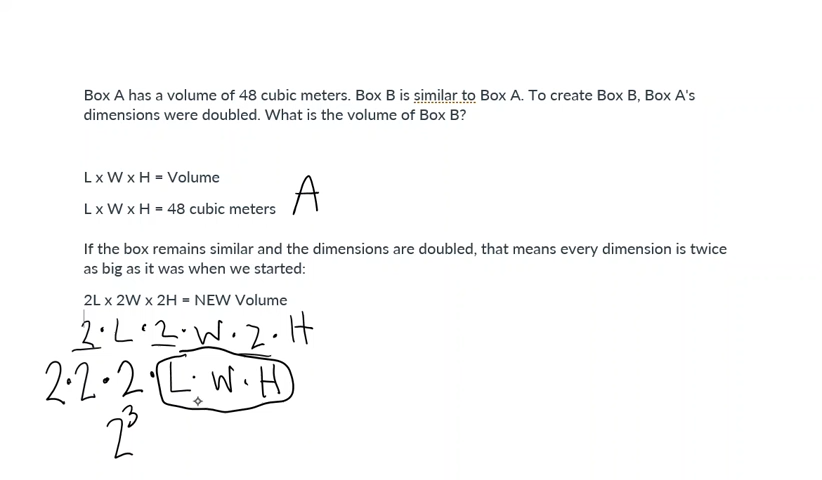 Box A has a volume of 48 cubic meters. Box B is similar to Box A. To create Box B, Box A's
dimensions were doubled. What is the volume of Box B?
L x W x H = Volume
L x W x H = 48 cubic meters A
If the box remains similar and the dimensions are doubled, that means every dimension is twice
as big as it was when we started:
2L x 2W x 2H = NEW Volume
2 · L · 2 · W · 2 · H
2 · 2 · 2 · L · W · H
2³